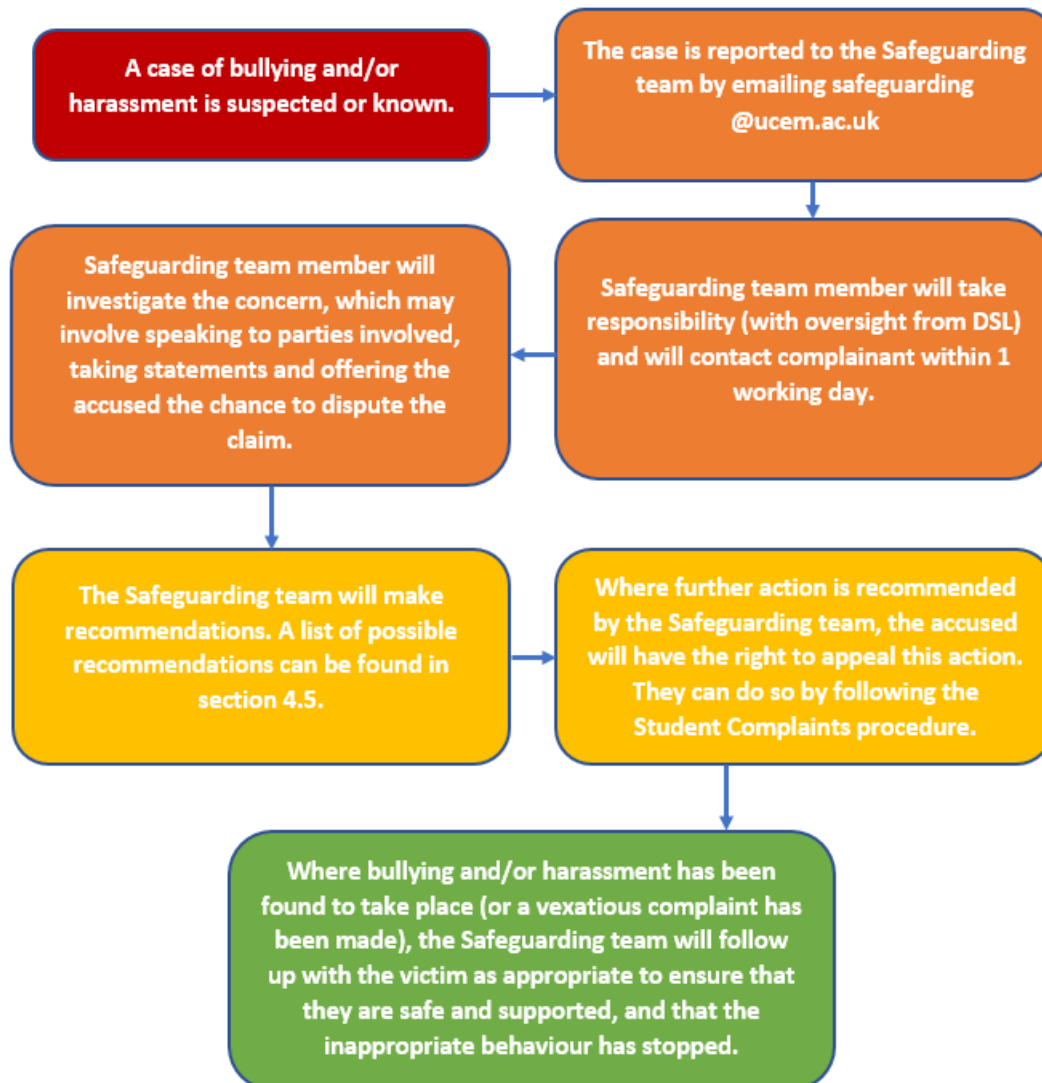 A case of bullying and/or
harassment is suspected or known.
The case is reported to the Safeguarding
team by emailing safeguarding
@ucem.ac.uk
Safeguarding team member will take
responsibility (with oversight from DSL)
and will contact complainant within 1
working day.
Safeguarding team member will
investigate the concern, which may
involve speaking to parties involved,
taking statements and offering the
accused the chance to dispute the
claim.
The Safeguarding team will make
recommendations. A list of possible
recommendations can be found in
section 4.5.
Where further action is recommended
by the Safeguarding team, the accused
will have the right to appeal this action.
They can do so by following the
Student Complaints procedure.
Where bullying and/or harassment has been
found to take place (or a vexatious complaint has
been made), the Safeguarding team will follow
up with the victim as appropriate to ensure that
they are safe and supported, and that the
inappropriate behaviour has stopped.